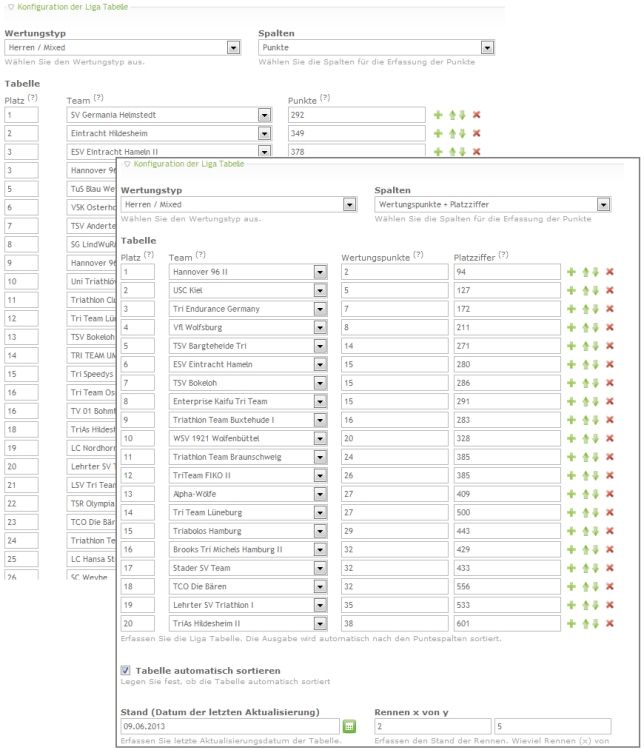 Konfiguration der Liga Tabelle
Wertungstyp Spalten
Herren / Mixed Punkte
Wählen Sie den Wertungstyp aus. Wählen Sie die Spalten für die Erfassung der Punkte
Tabelle
Platz (?) Team (?) Punkte (?)
1 SV Germania Helmstedt 292
2 Eintracht Hildesheim 349
3 ESV Eintracht Hameln II 378
3 Hannover 96
5 TuS Blau We
6 VSK Osterho
7 TSV Anderte
8 SG LindWuR
9 Hannover 96
10 Uni Triathlöw
11 Triathlon Clu
12 Tri Team Lün
13 TSV Bokeloh
14 TRI TEAM UM
15 Tri Speedys
16 Tri Team Os
16 TV 01 Bohmt
18 TriAs Hildesh
19 LC Nordhorn
20 Lehrter SV T
21 LSV Tri Team
22 TSR Olympia
23 TCO Die Bär
24 Triathlon Te
25 LC Hansa St
26 SC Weyhe
Konfiguration der Liga Tabelle
Wertungstyp Spalten
Herren / Mixed Wertungspunkte + Platzziffer
Wählen Sie den Wertungstyp aus. Wählen Sie die Spalten für die Erfassung der Punkte
Tabelle
Platz (?) Team (?) Wertungspunkte (?) Platzziffer (?)
1 Hannover 96 II 2 94
2 USC Kiel 5 127
3 Tri Endurance Germany 7 172
4 Vfl Wolfsburg 8 211
5 TSV Bargteheide Tri 14 271
6 ESV Eintracht Hameln 15 280
7 TSV Bokeloh 15 286
8 Enterprise Kaifu Tri Team 15 291
9 Triathlon Team Buxtehude I 16 283
10 WSV 1921 Wolfenbüttel 20 328
11 Triathlon Team Braunschweig 24 385
12 TriTeam FIKO II 26 385
13 Alpha-Wölfe 27 409
14 Tri Team Lüneburg 27 500
15 Triabolos Hamburg 29 443
16 Brooks Tri Michels Hamburg II 32 429
17 Stader SV Team 32 433
18 TCO Die Bären 32 556
19 Lehrter SV Triathlon I 35 533
20 TriAs Hildesheim II 38 601
Erfassen Sie die Liga Tabelle. Die Ausgabe wird automatisch nach den Puntespalten sortiert.
Tabelle automatisch sortieren
Legen Sie fest, ob die Tabelle automatisch sortiert
Stand (Datum der letzten Aktualisierung) Rennen x von y
09.06.2013 2 5
Erfassen Sie letzte Aktualisierungsdatum der Tabelle. Erfassen den Stand der Rennen. Wieviel Rennen (x) von